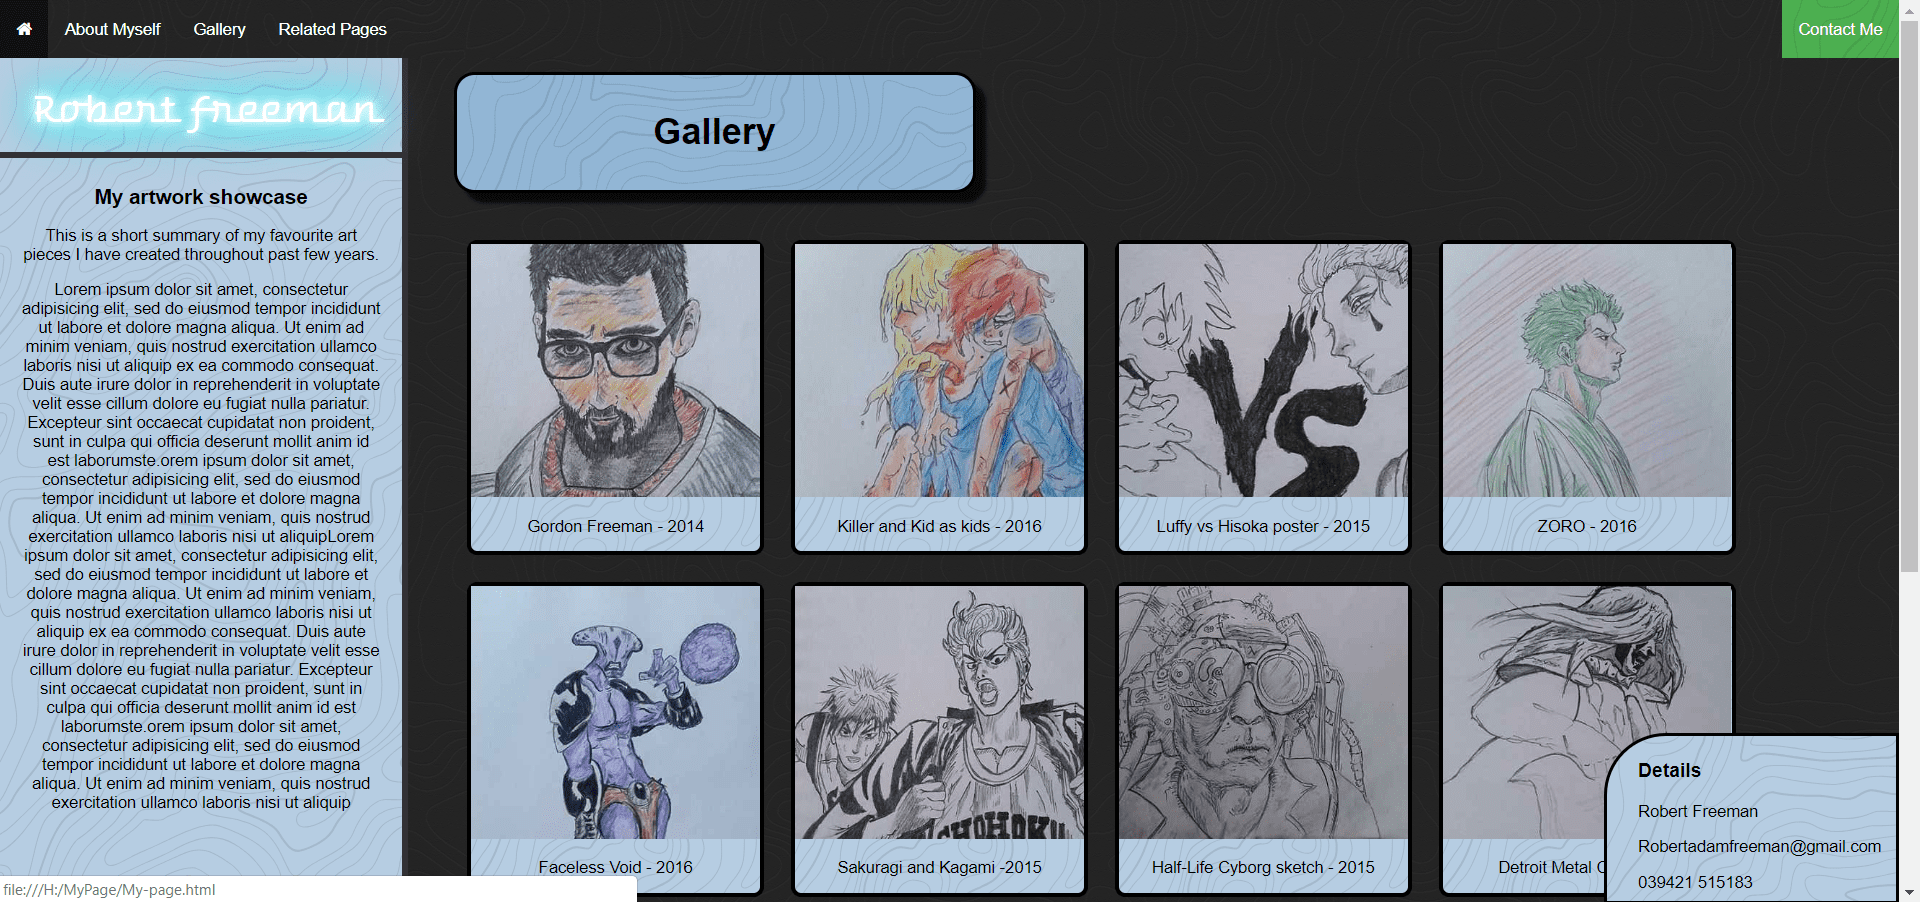 About Myself
Gallery
Related Pages
Contact Me
Robert freeman
My artwork showcase
This is a short summary of my favourite art
pieces I have created throughout past few years.
Lorem ipsum dolor sit amet, consectetur
adipisicing elit, sed do eiusmod tempor incididunt
ut labore et dolore magna aliqua. Ut enim ad
minim veniam, quis nostrud exercitation ullamco
laboris nisi ut aliquip ex ea commodo consequat.
Duis aute irure dolor in reprehenderit in voluptate
velit esse cillum dolore eu fugiat nulla pariatur.
Excepteur sint occaecat cupidatat non proident,
sunt in culpa qui officia deserunt mollit anim id
est laborumste.orem ipsum dolor sit amet,
consectetur adipisicing elit, sed do eiusmod
tempor incididunt ut labore et dolore magna
aliqua. Ut enim ad minim veniam, quis nostrud
exercitation ullamco laboris nisi ut aliquipLorem
ipsum dolor sit amet, consectetur adipisicing elit,
sed do eiusmod tempor incididunt ut labore et
dolore magna aliqua. Ut enim ad minim veniam,
quis nostrud exercitation ullamco laboris nisi ut
aliquip ex ea commodo consequat. Duis aute
irure dolor in reprehenderit in voluptate velit esse
cillum dolore eu fugiat nulla pariatur. Excepteur
sint occaecat cupidatat non proident, sunt in
culpa qui officia deserunt mollit anim id est
laborumste.orem ipsum dolor sit amet,
consectetur adipisicing elit, sed do eiusmod
tempor incididunt ut labore et dolore magna
aliqua. Ut enim ad minim veniam, quis nostrud
exercitation ullamco laboris nisi ut aliquip
Gallery
VS
Gordon Freeman - 2014
Killer and Kid as kids - 2016
Luffy vs Hisoka poster - 2015
ZORO - 2016
SHOHOKU
Faceless Void - 2016
Sakuragi and Kagami -2015
Half-Life Cyborg sketch - 2015
Detroit Metal
Details
Robert Freeman
Robertadamfreeman@gmail.com
039421 515183
file:///H:/MyPage/My-page.html